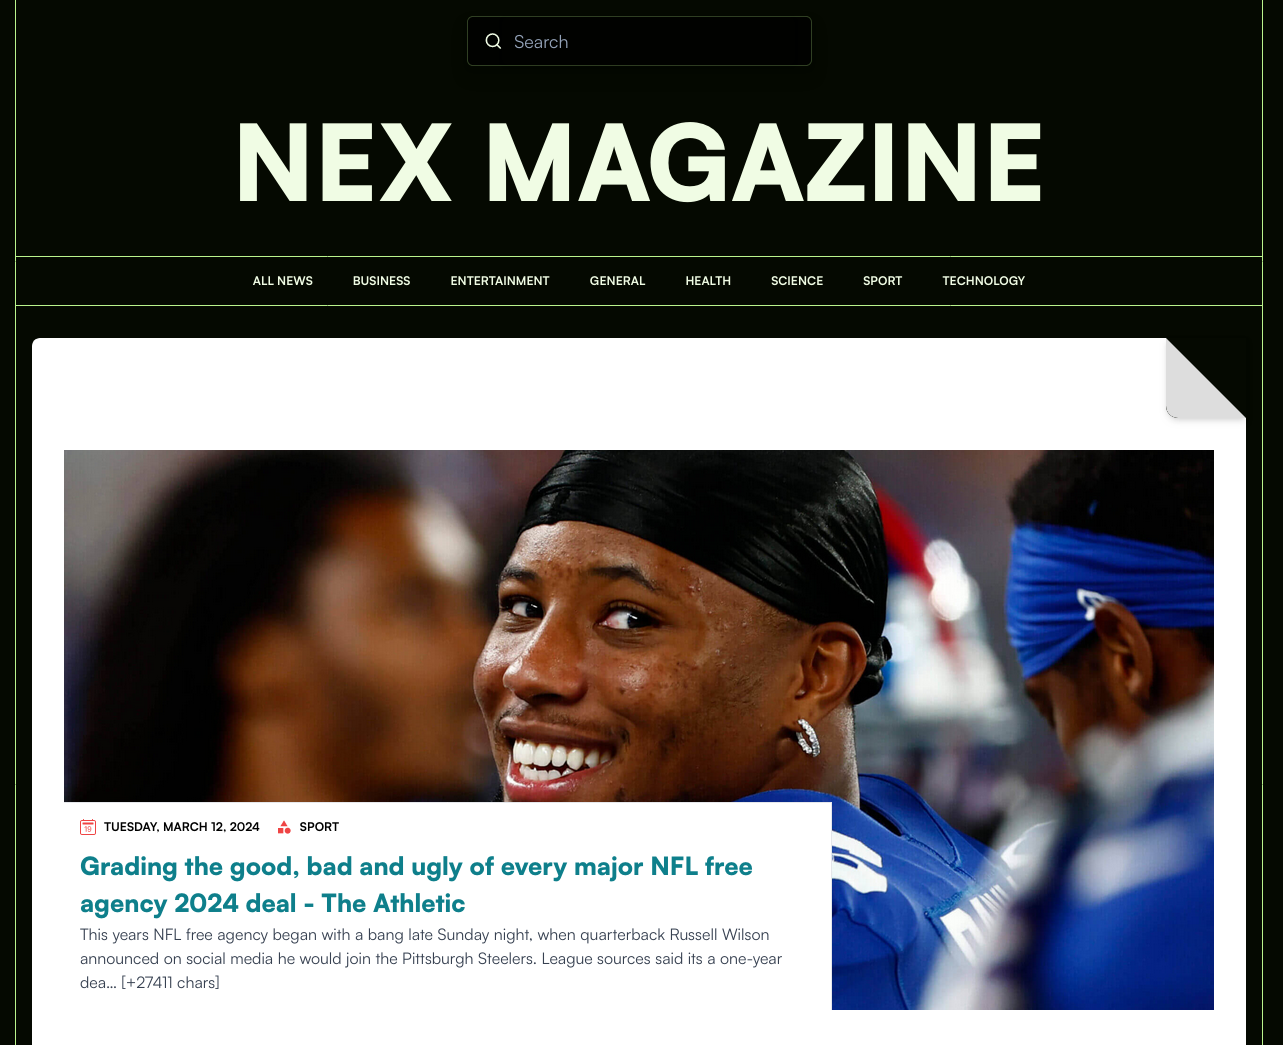 Search
NEX MAGAZINE
ALL NEWS BUSINESS ENTERTAINMENT GENERAL HEALTH SCIENCE SPORT TECHNOLOGY
19 TUESDAY, MARCH 12, 2024 SPORT
Grading the good, bad and ugly of every major NFL free
agency 2024 deal - The Athletic
This years NFL free agency began with a bang late Sunday night, when quarterback Russell Wilson
announced on social media he would join the Pittsburgh Steelers. League sources said its a one-year
dea… [+27411 chars]